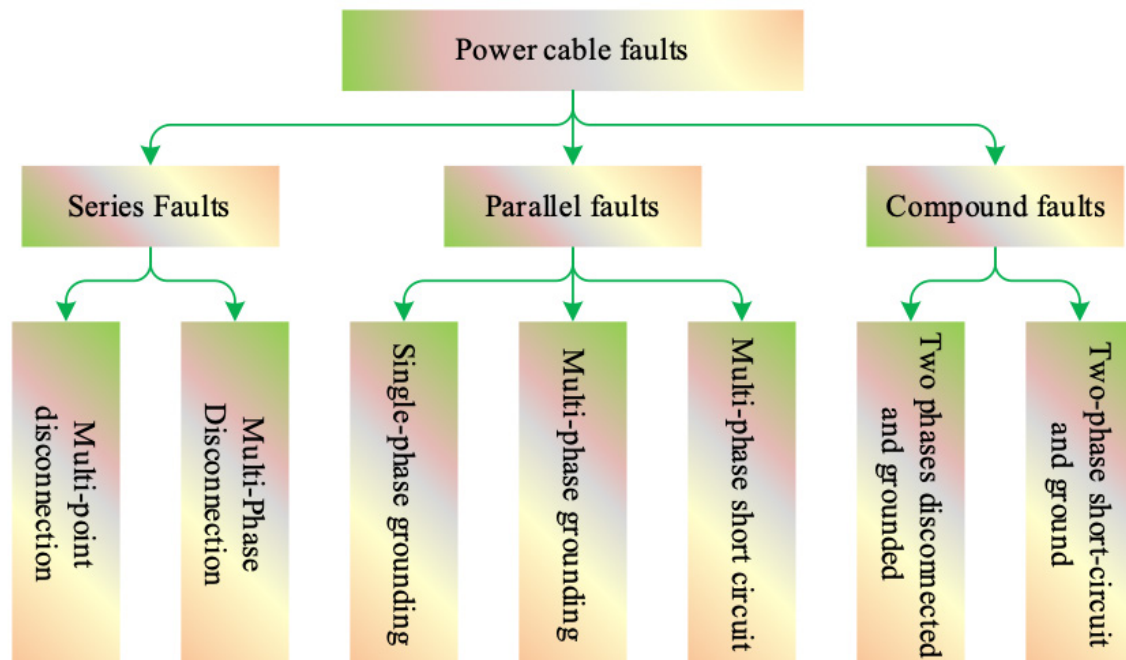 Power cable faults
Series Faults
Parallel faults
Compound faults
Multi-point
disconnection
Multi-Phase
Disconnection
Single-phase grounding
Multi-phase grounding
Multi-phase short circuit
Two phases disconnected
and grounded
Two-phase short-circuit
and ground